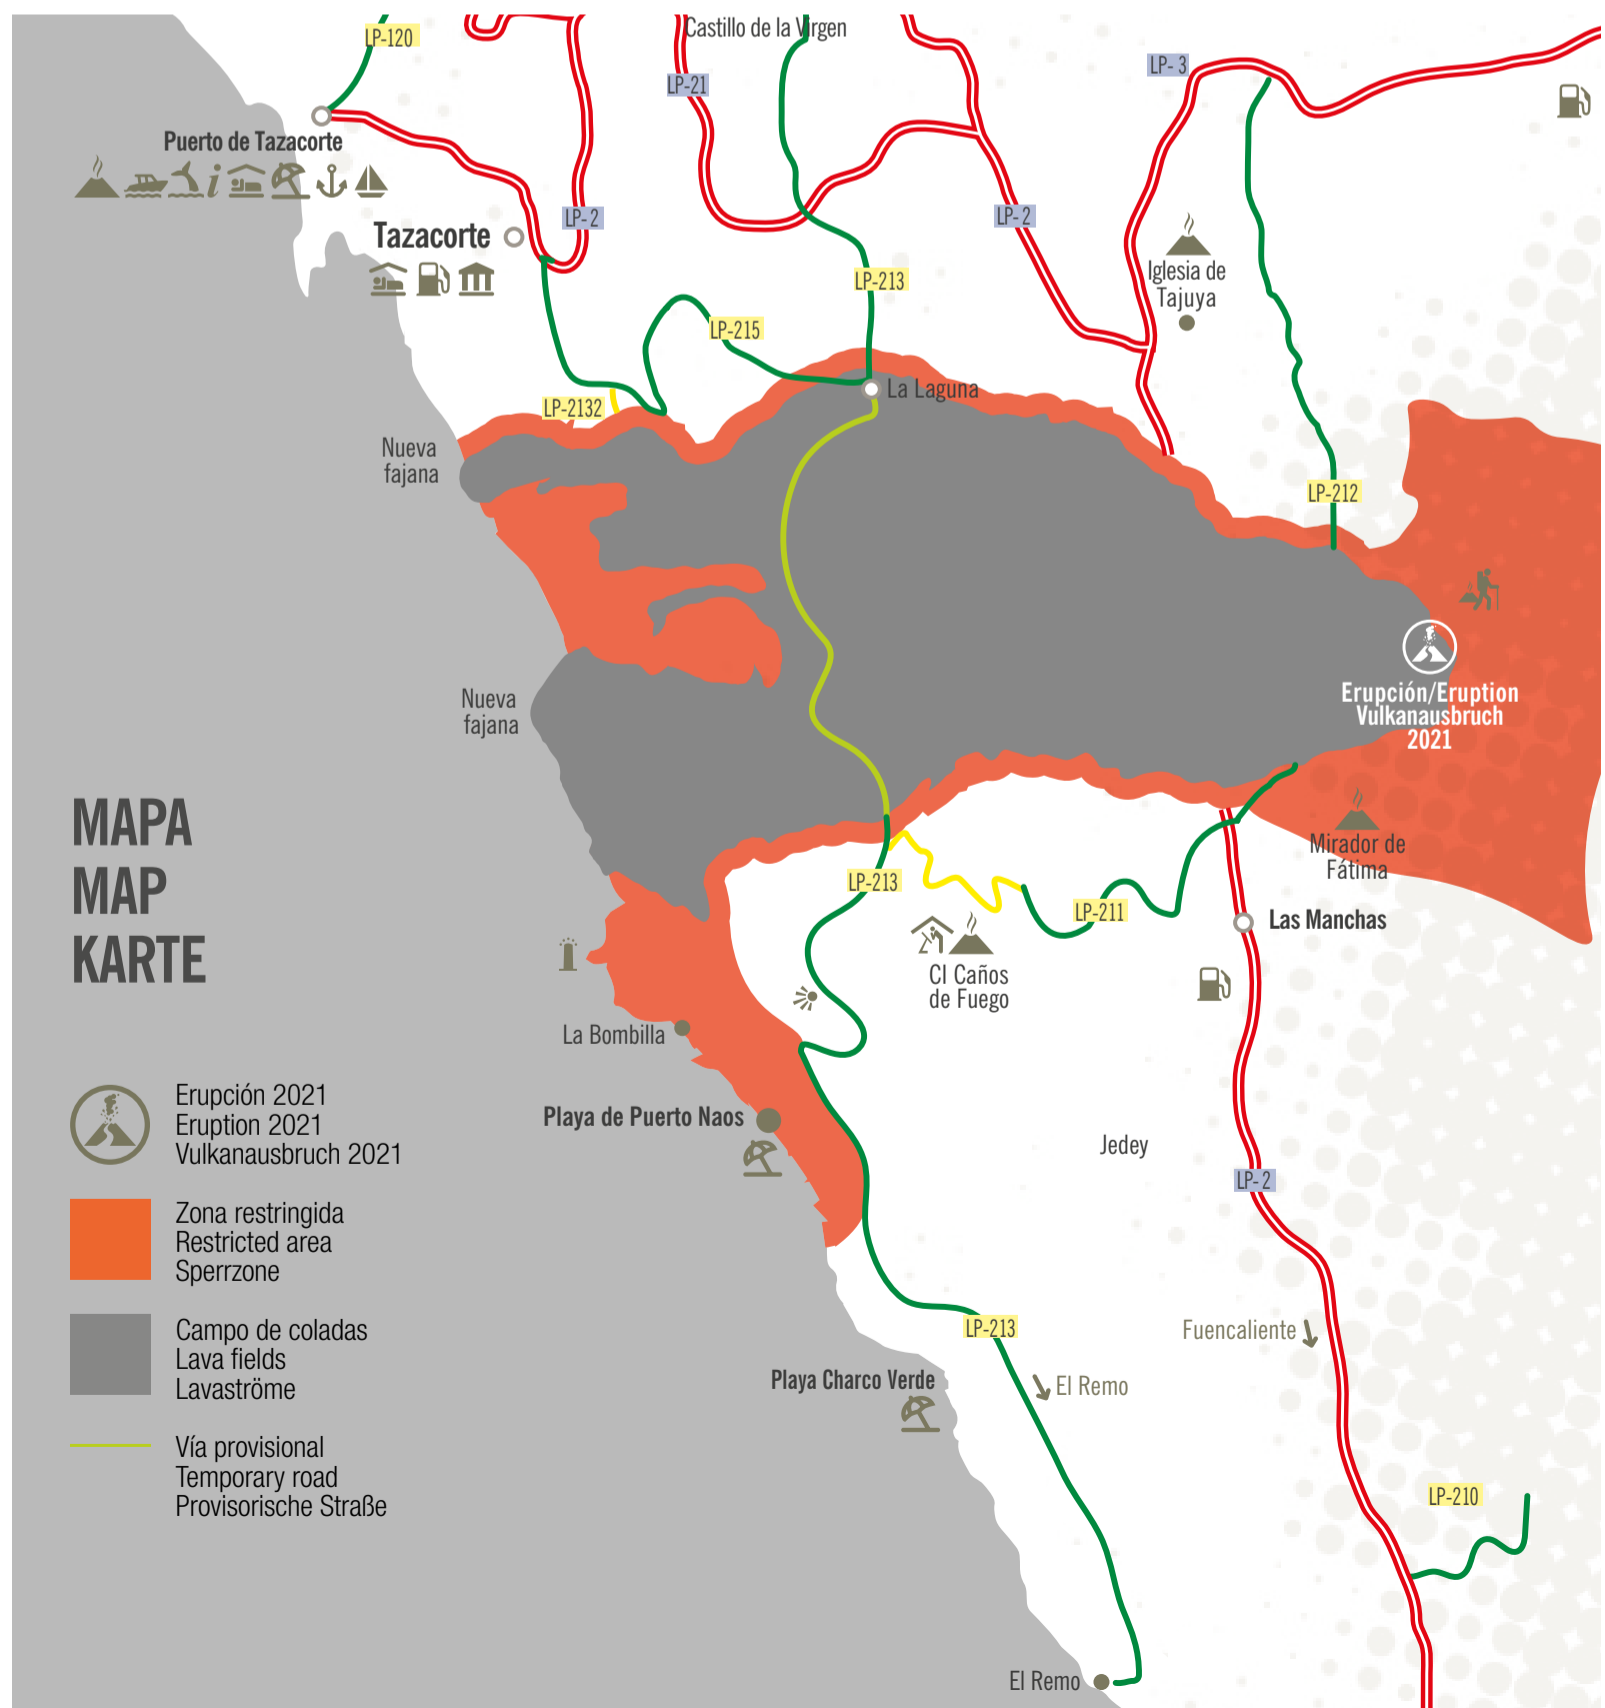 Castillo de la Virgen
LP-120
LP-21
LP- 3
Puerto de Tazacorte
i
LP- 2
LP- 2
Tazacorte
Iglesia de
Tajuya
LP-213
LP-215
La Laguna
LP-2132
Nueva
fajana
LP-212
Nueva
fajana
Erupción/Eruption
Vulkanausbruch
2021
MAPA
MAP
KARTE
Mirador de
Fátima
LP-213
LP-211
Las Manchas
CI Caños
de Fuego
La Bombilla
Playa de Puerto Naos
Jedey
LP- 2
Erupción 2021
Eruption 2021
Vulkanausbruch 2021
Zona restringida
Restricted area
Sperrzone
Campo de coladas
Lava fields
Lavaströme
Vía provisional
Temporary road
Provisorische Straße
LP-213
Fuencaliente
Playa Charco Verde
El Remo
LP-210
El Remo